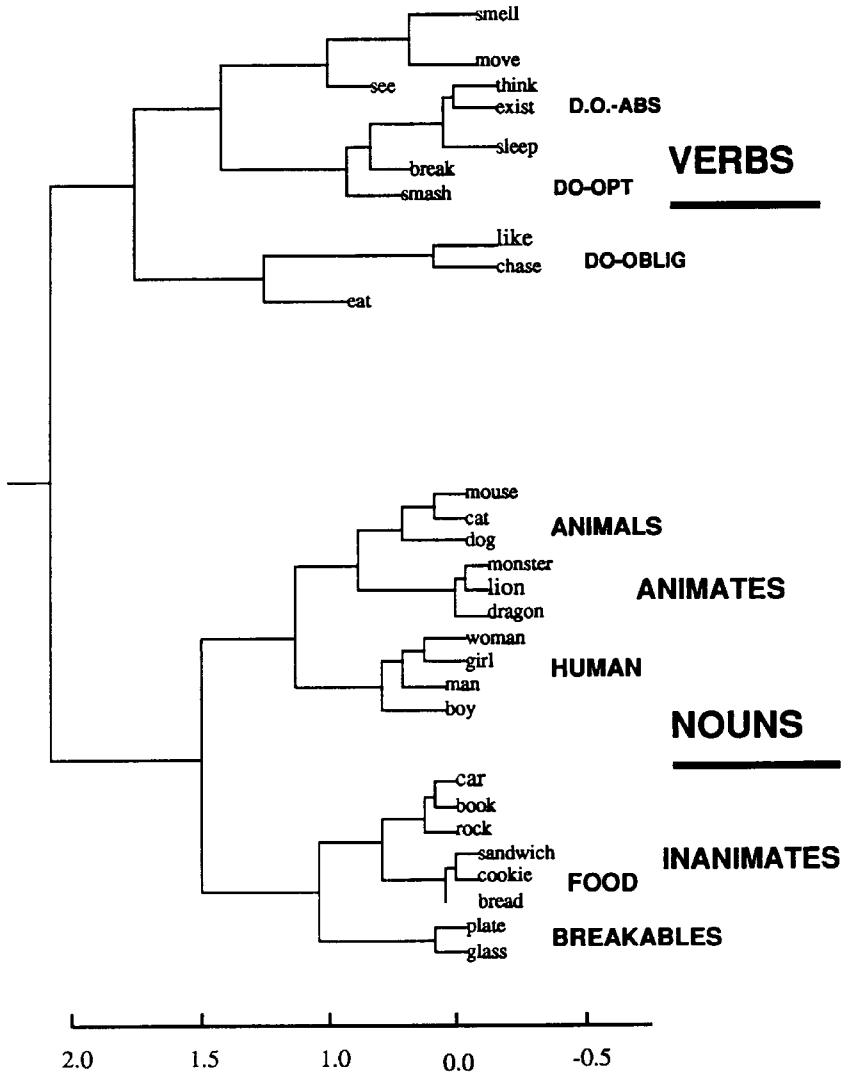 smell
move
see
think
exist
D.O.-ABS
sleep
VERBS
break
smash
DO-OPT
like
chase
DO-OBLIG
eat
mouse
cat
ANIMALS
dog
monster
lion
ANIMATES
dragon
woman
girl
HUMAN
man
boy
NOUNS
car
book
rock
sandwich
INANIMATES
cookie
FOOD
bread
plate
BREAKABLES
glass
2.0 1.5 1.0 0.0 -0.5